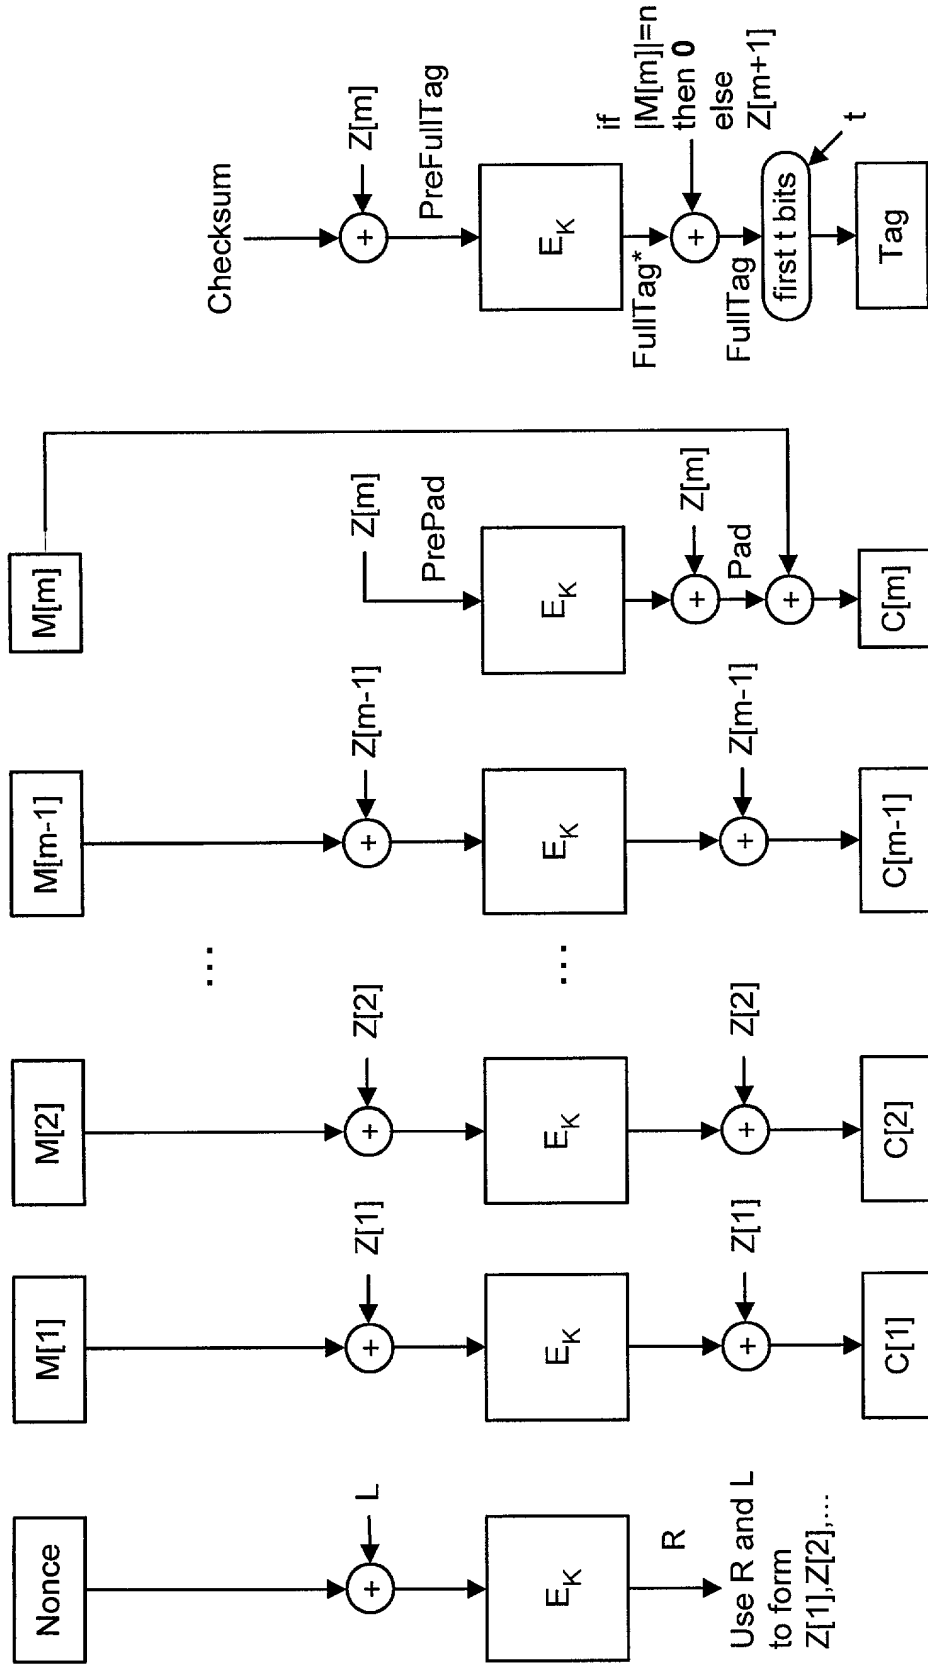 Nonce
L
+
E_K
R
Use R and L
to form
Z[1],Z[2],...
M[1]
Z[1]
+
E_K
Z[1]
+
C[1]
M[2]
Z[2]
+
E_K
Z[2]
+
C[2]
...
...
M[m-1]
Z[m-1]
+
E_K
Z[m-1]
+
C[m-1]
M[m]
Z[m]
PrePad
E_K
Z[m]
+
Pad
+
C[m]
Checksum
Z[m]
+
PreFullTag
E_K
FullTag*
if
|M[m]|=n
then 0
else
Z[m+1]
+
FullTag
first t bits
t
Tag